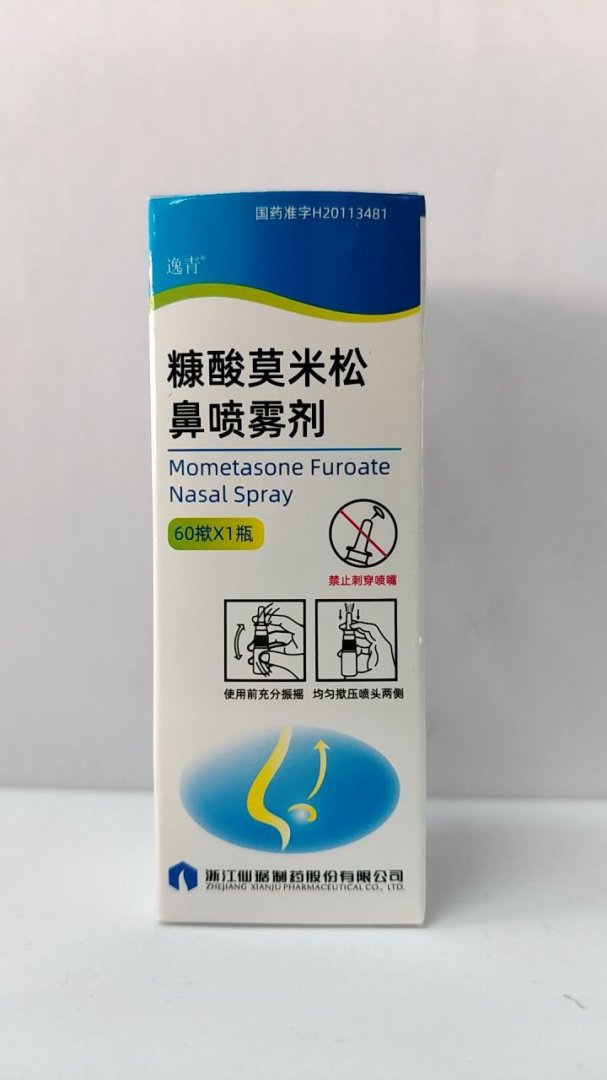 国药准字H20113481
逸青®
糠酸莫米松
鼻喷雾剂
Mometasone Furoate
Nasal Spray
60揿X1瓶
禁止刺穿喷嘴
使用前充分振摇 均匀揿压喷头两侧
浙江仙琚制药股份有限公司
ZHEJIANG XIANJU PHARMACEUTICAL CO., LTD.